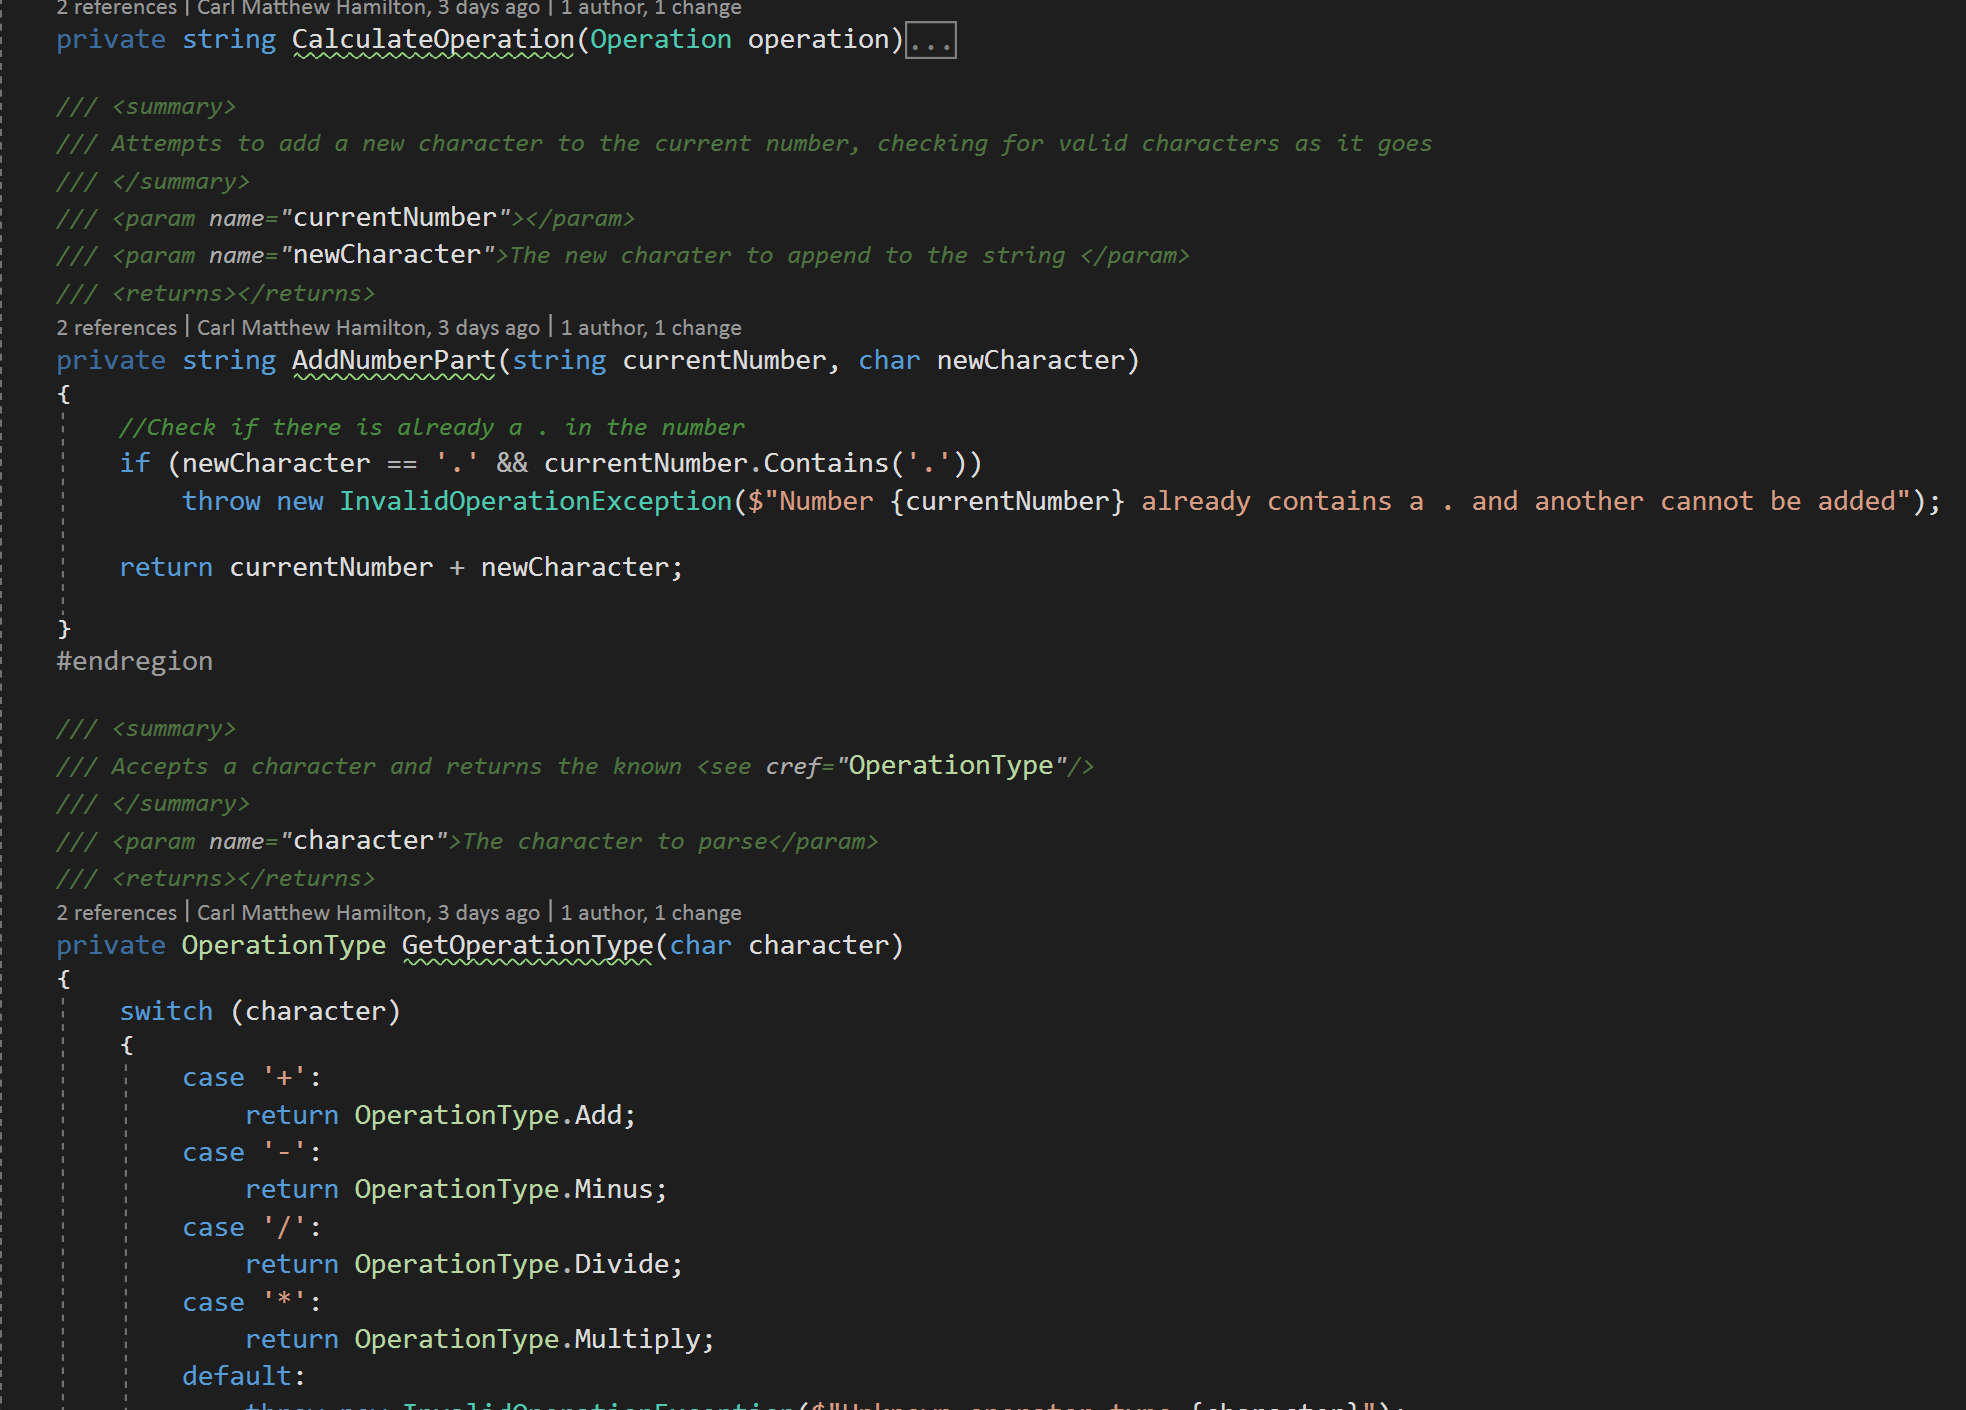 2 references | Carl Matthew Hamilton, 3 days ago | 1 author, 1 change
private string CalculateOperation(Operation operation)...
/// <summary>
/// Attempts to add a new character to the current number, checking for valid characters as it goes
/// </summary>
/// <param name="currentNumber"></param>
/// <param name="newCharacter">The new charater to append to the string </param>
/// <returns></returns>
2 references | Carl Matthew Hamilton, 3 days ago | 1 author, 1 change
private string AddNumberPart(string currentNumber, char newCharacter)
{
//Check if there is already a . in the number
if (newCharacter == '.' && currentNumber.Contains('.'))
throw new InvalidOperationException($"Number {currentNumber} already contains a . and another cannot be added");
return currentNumber + newCharacter;
}
#endregion
/// <summary>
/// Accepts a character and returns the known <see cref="OperationType"/>
/// </summary>
/// <param name="character">The character to parse</param>
/// <returns></returns>
2 references | Carl Matthew Hamilton, 3 days ago | 1 author, 1 change
private OperationType GetOperationType(char character)
{
switch (character)
{
case '+':
return OperationType.Add;
case '-':
return OperationType.Minus;
case '/':
return OperationType.Divide;
case '*':
return OperationType.Multiply;
default:
throw new InvalidOperationException($"Unknown operator type {character}");